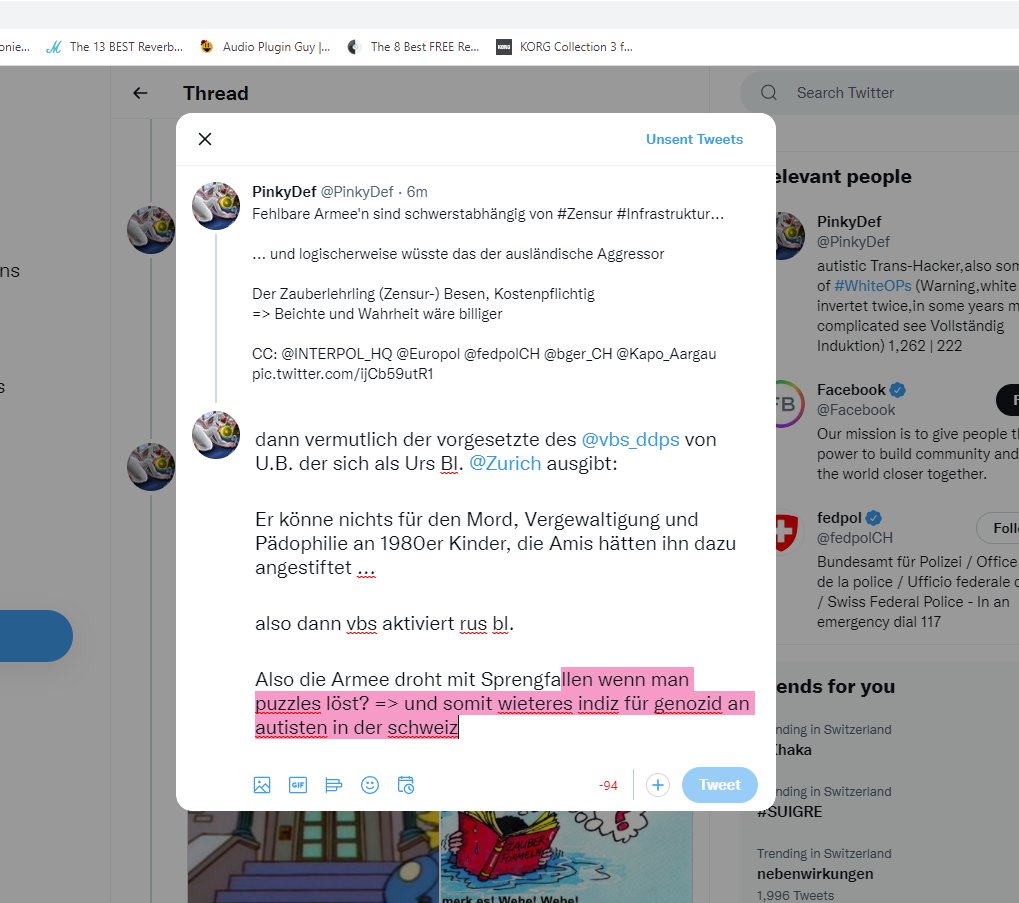 onie...
The 13 BEST Reverb...
Audio Plugin Guy |...
The 8 Best FREE Re...
KORG
KORG Collection 3 f...
Thread
Search Twitter
Unsent Tweets
PinkyDef @PinkyDef · 6m
Fehlbare Armee'n sind schwerstabhängig von #Zensur #Infrastruktur…
… und logischerweise wüsste das der ausländische Aggressor
Der Zauberlehrling (Zensur-) Besen, Kostenpflichtig
=> Beichte und Wahrheit wäre billiger
CC: @INTERPOL_HQ @Europol @fedpolCH @bger_CH @Kapo_Aargau
pic.twitter.com/ijCb59utR1
dann vermutlich der vorgesetzte des @vbs_ddps von
U.B. der sich als Urs Bl. @Zurich ausgibt:
Er könne nichts für den Mord, Vergewaltigung und
Pädophilie an 1980er Kinder, die Amis hätten ihn dazu
angestiftet ...
also dann vbs aktiviert rus bl.
Also die Armee droht mit Sprengfallen wenn man
puzzles löst? => und somit wieteres indiz für genozid an
autisten in der schweiz
GIF
-94
Tweet
ns
s
elevant people
PinkyDef
@PinkyDef
autistic Trans-Hacker,also som
of #WhiteOPs (Warning,white
invertet twice,in some years m
complicated see Vollständig
Induktion) 1,262 | 222
FB
Facebook
@Facebook
F
Our mission is to give people th
power to build community and
the world closer together.
fedpol
@fedpolCH
Follo
Bundesamt für Polizei / Office
de la police / Ufficio federale d
/ Swiss Federal Police - In an
emergency dial 117
ends for you
nding in Switzerland
Khaka
nding in Switzerland
#SUIGRE
Trending in Switzerland
nebenwirkungen
1,996 Tweets
ZAUBER
FORMELN
merk es! Wehe! Wehe!